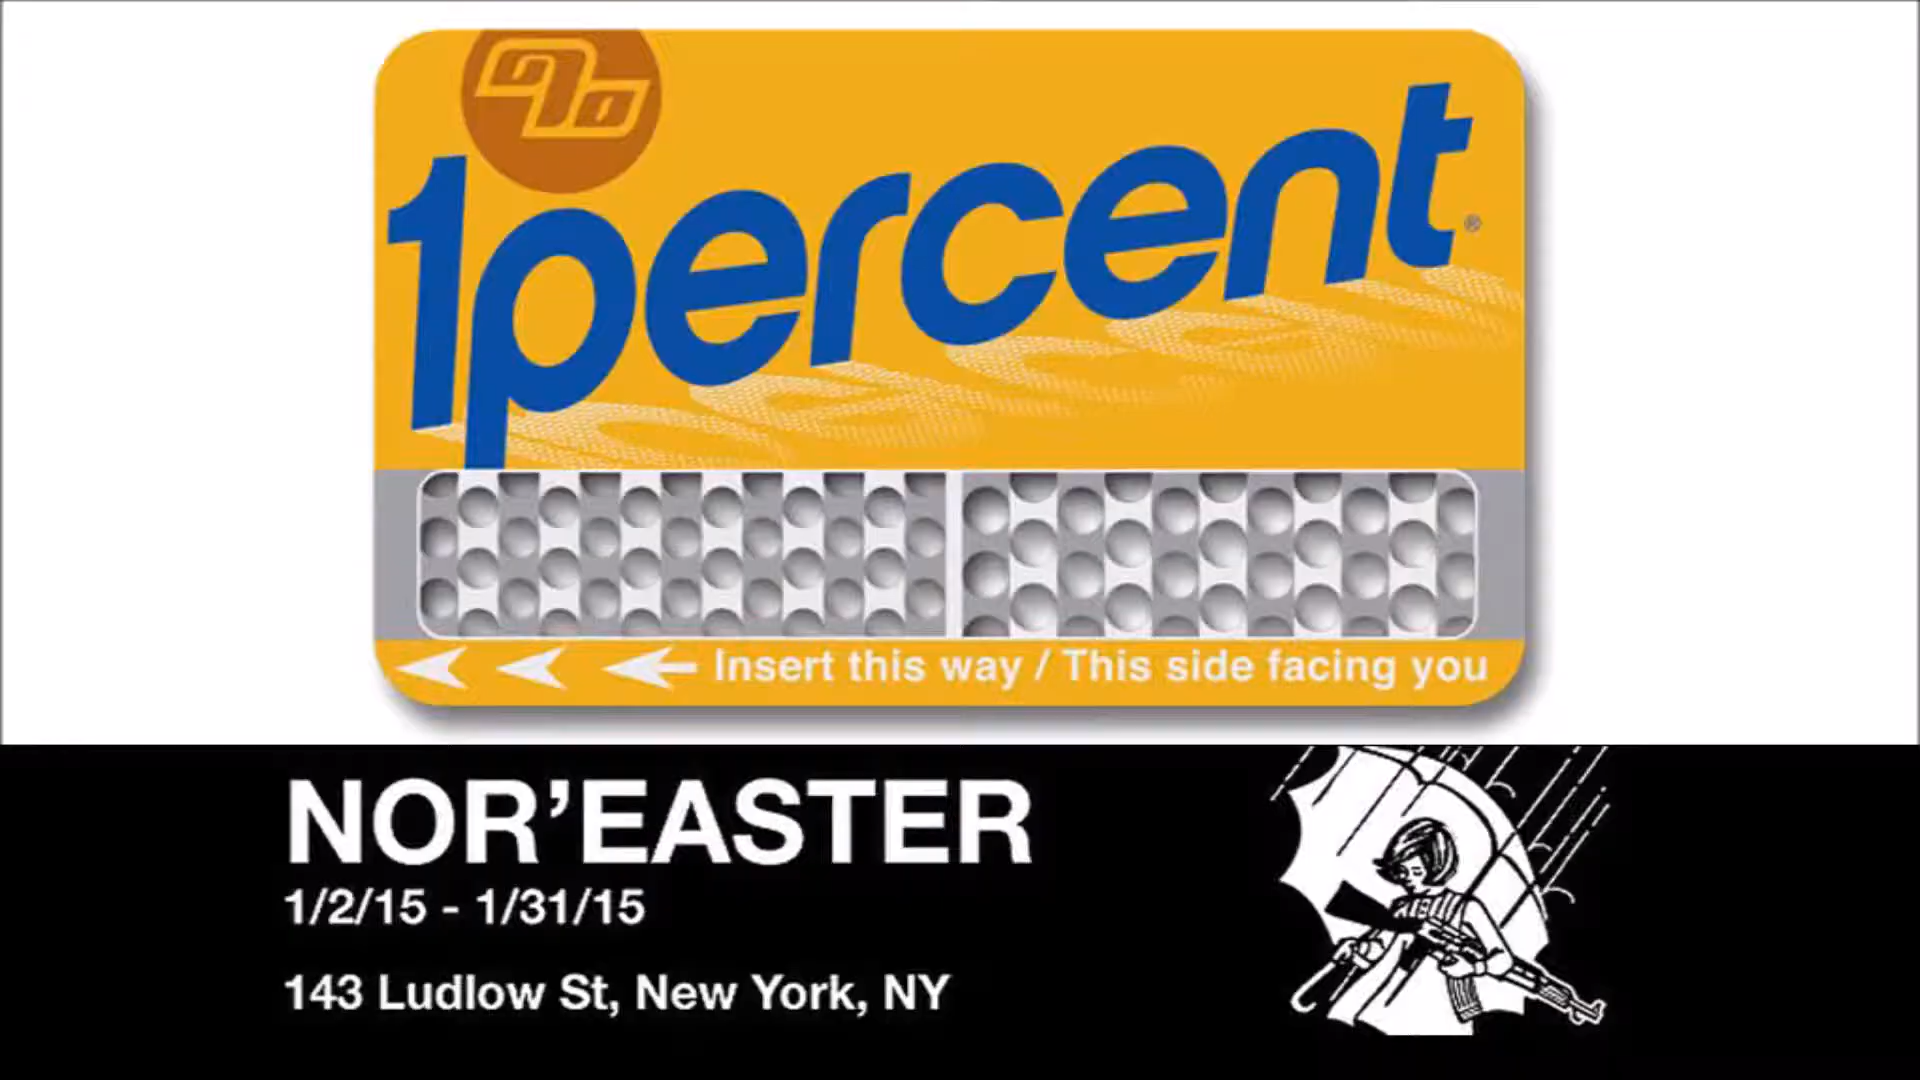 1percent®
Insert this way / This side facing you
NOR’EASTER
1/2/15 - 1/31/15
143 Ludlow St, New York, NY